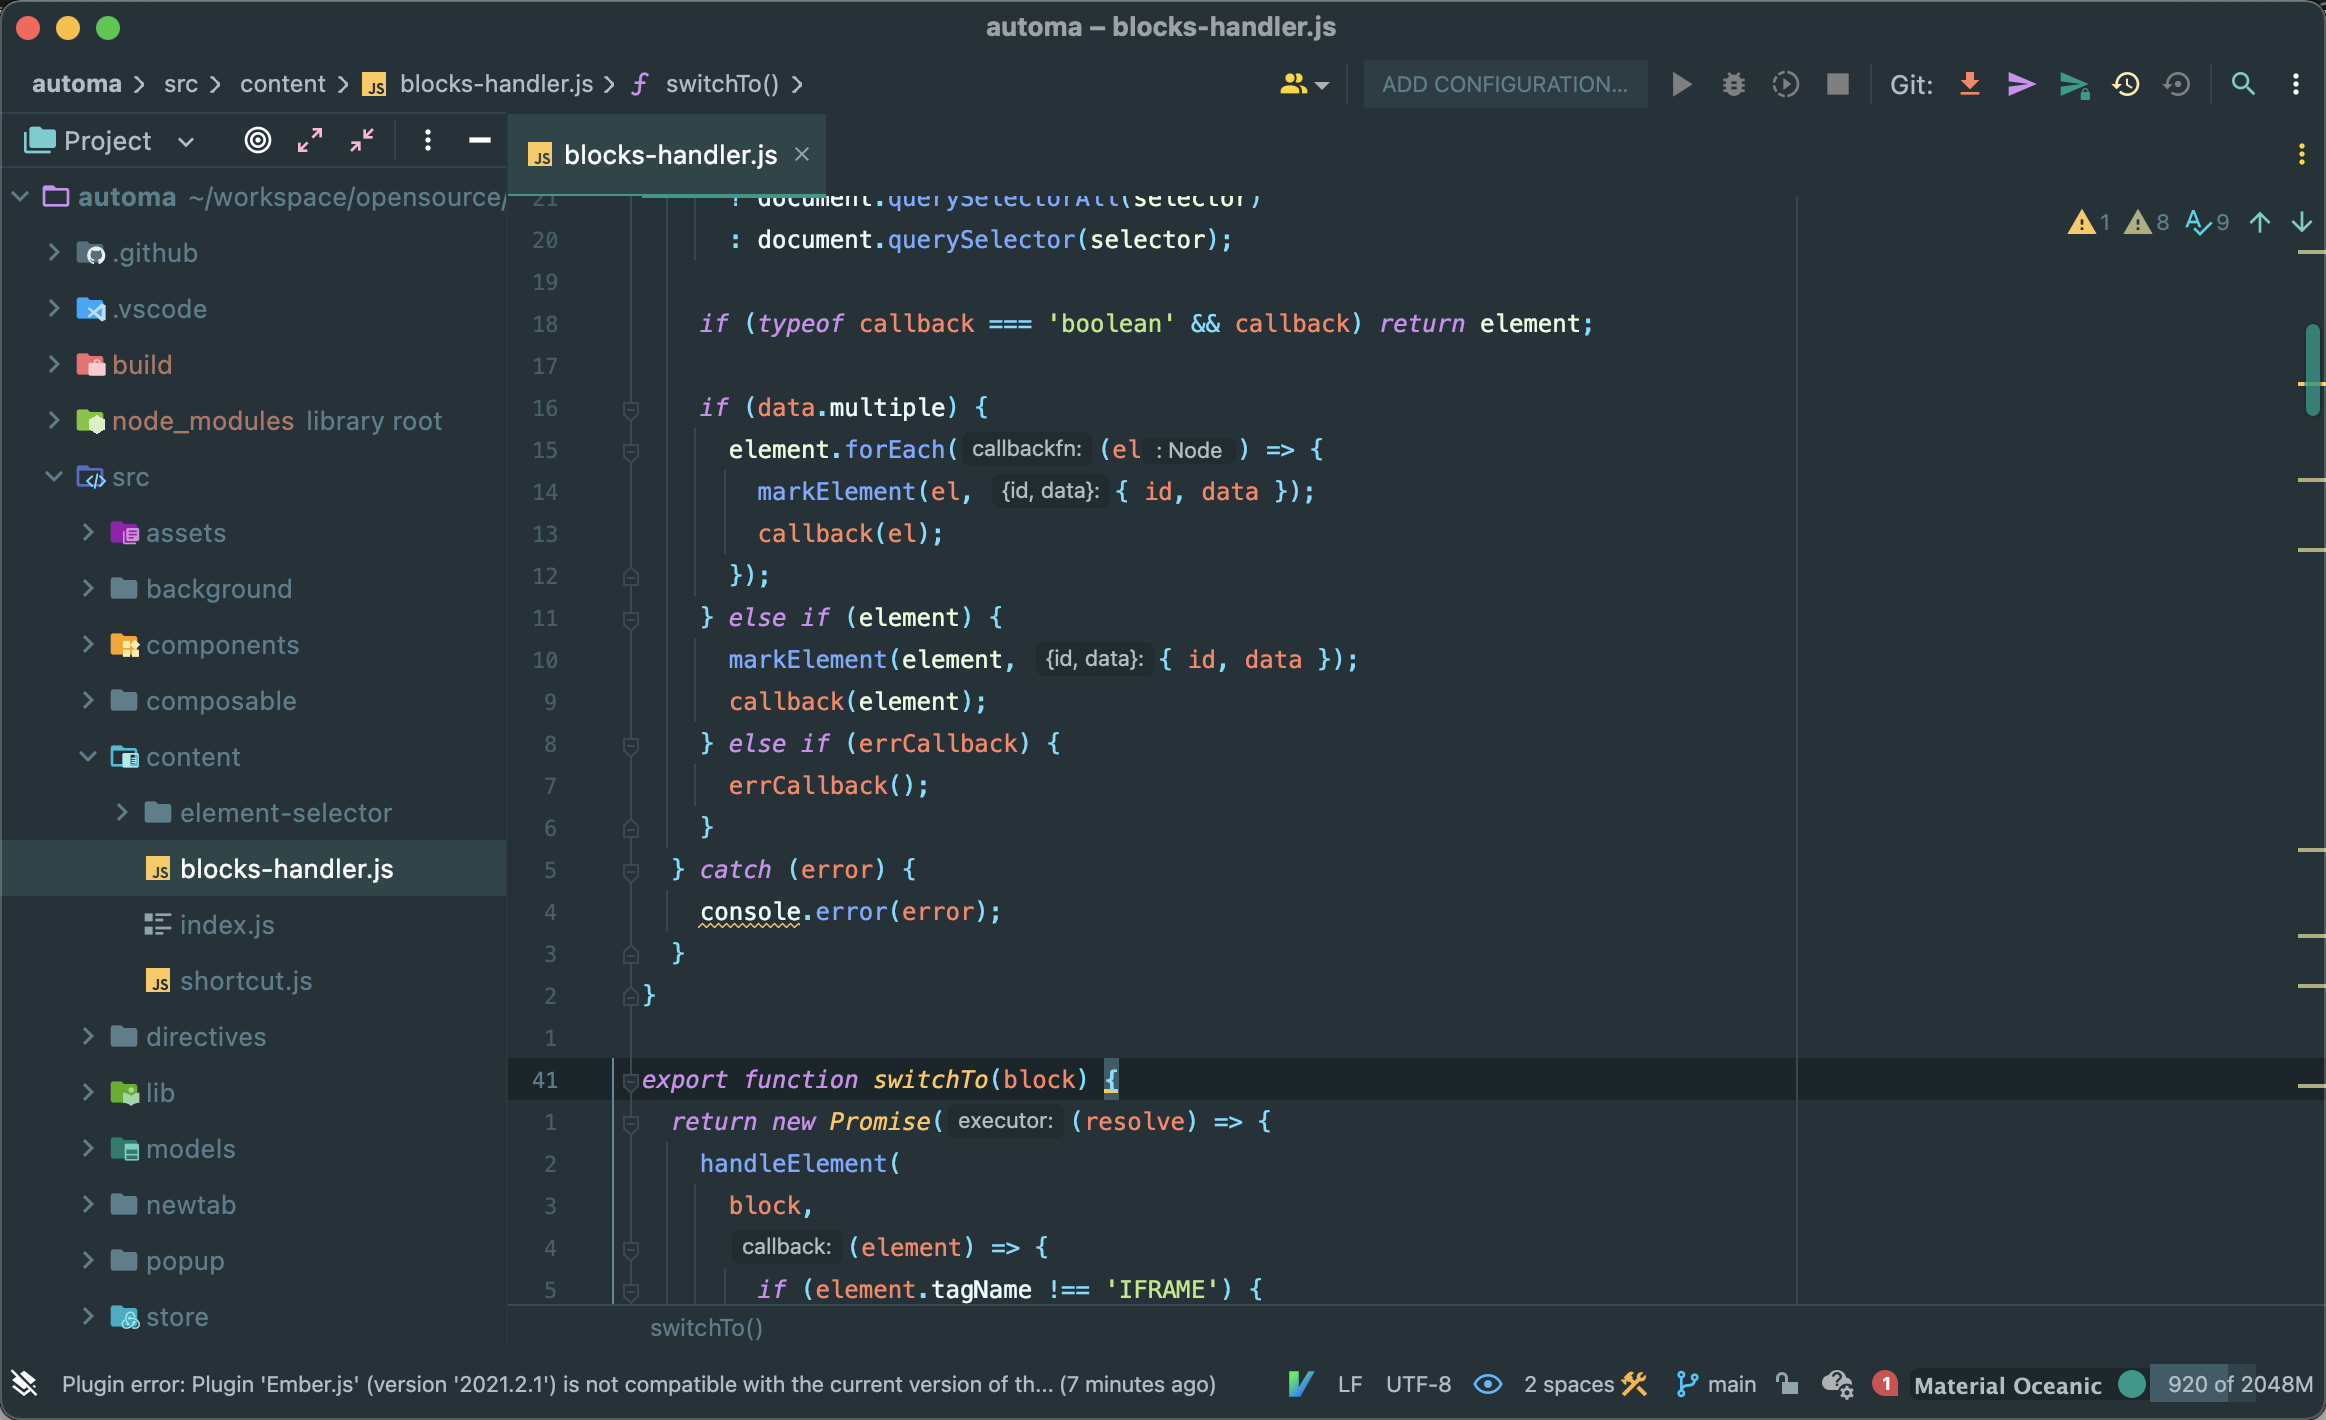 automa – blocks-handler.js
automa > src > content > JS blocks-handler.js > f switchTo() >
ADD CONFIGURATION...
Git:
Project
JS blocks-handler.js ×
automa ~/workspace/opensource/
.github
.vscode
build
node_modules library root
src
assets
background
components
composable
content
element-selector
JS blocks-handler.js
index.js
JS shortcut.js
directives
lib
models
newtab
popup
store
1 8 9
21 : document.querySelectorAll(selector)
20 : document.querySelector(selector);
19
18 if (typeof callback === 'boolean' && callback) return element;
17
16 if (data.multiple) {
15 element.forEach( callbackfn: (el : Node ) => {
14 markElement(el, {id, data}: { id, data });
13 callback(el);
12 });
11 } else if (element) {
10 markElement(element, {id, data}: { id, data });
9 callback(element);
8 } else if (errCallback) {
7 errCallback();
6 }
5 } catch (error) {
4 console.error(error);
3 }
2 }
1
41 export function switchTo(block) {
1 return new Promise( executor: (resolve) => {
2 handleElement(
3 block,
4 callback: (element) => {
5 if (element.tagName !== 'IFRAME') {
switchTo()
Plugin error: Plugin 'Ember.js' (version '2021.2.1') is not compatible with the current version of th... (7 minutes ago)
LF UTF-8 2 spaces main 1 Material Oceanic 920 of 2048M